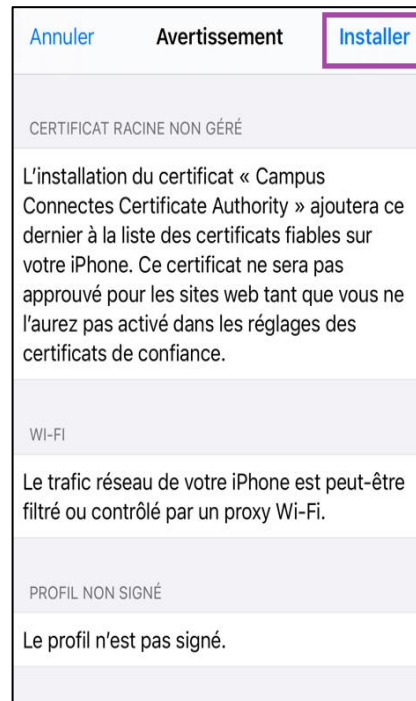 Annuler Avertissement Installer
CERTIFICAT RACINE NON GÉRÉ
L'installation du certificat « Campus
Connectes Certificate Authority » ajoutera ce
dernier à la liste des certificats fiables sur
votre iPhone. Ce certificat ne sera pas
approuvé pour les sites web tant que vous ne
l'aurez pas activé dans les réglages des
certificats de confiance.
WI-FI
Le trafic réseau de votre iPhone est peut-être
filtré ou contrôlé par un proxy Wi-Fi.
PROFIL NON SIGNÉ
Le profil n'est pas signé.